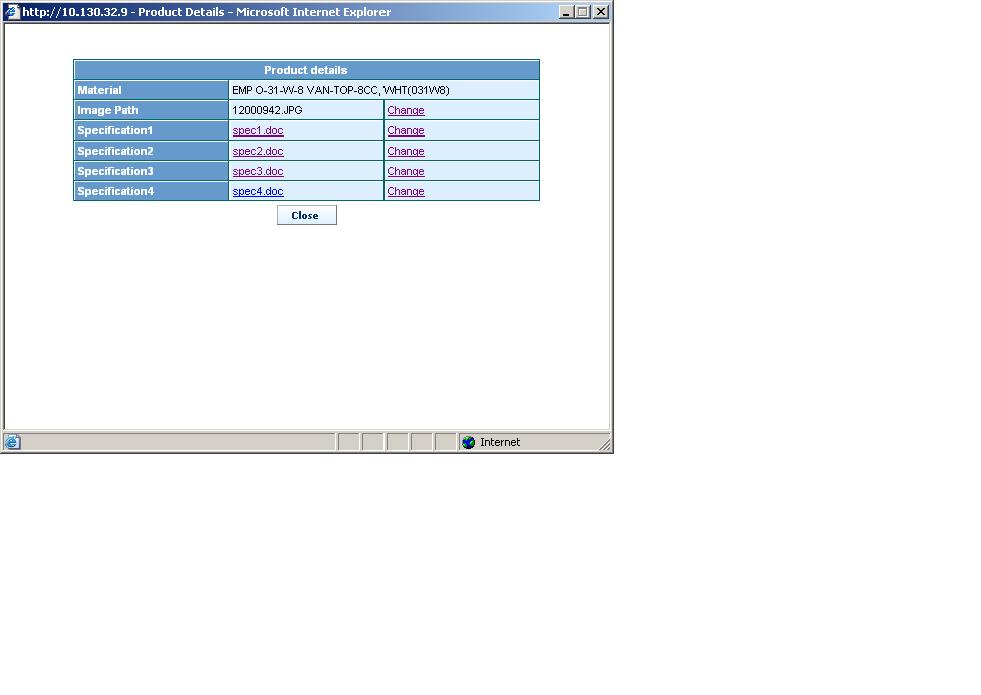 http://10.130.32.9 - Product Details - Microsoft Internet Explorer
Product details
Material EMP O-31-W-8 VAN-TOP-8CC, WHT(031W8)
Image Path 12000942.JPG Change
Specification1 spec1.doc Change
Specification2 spec2.doc Change
Specification3 spec3.doc Change
Specification4 spec4.doc Change
Close
Internet